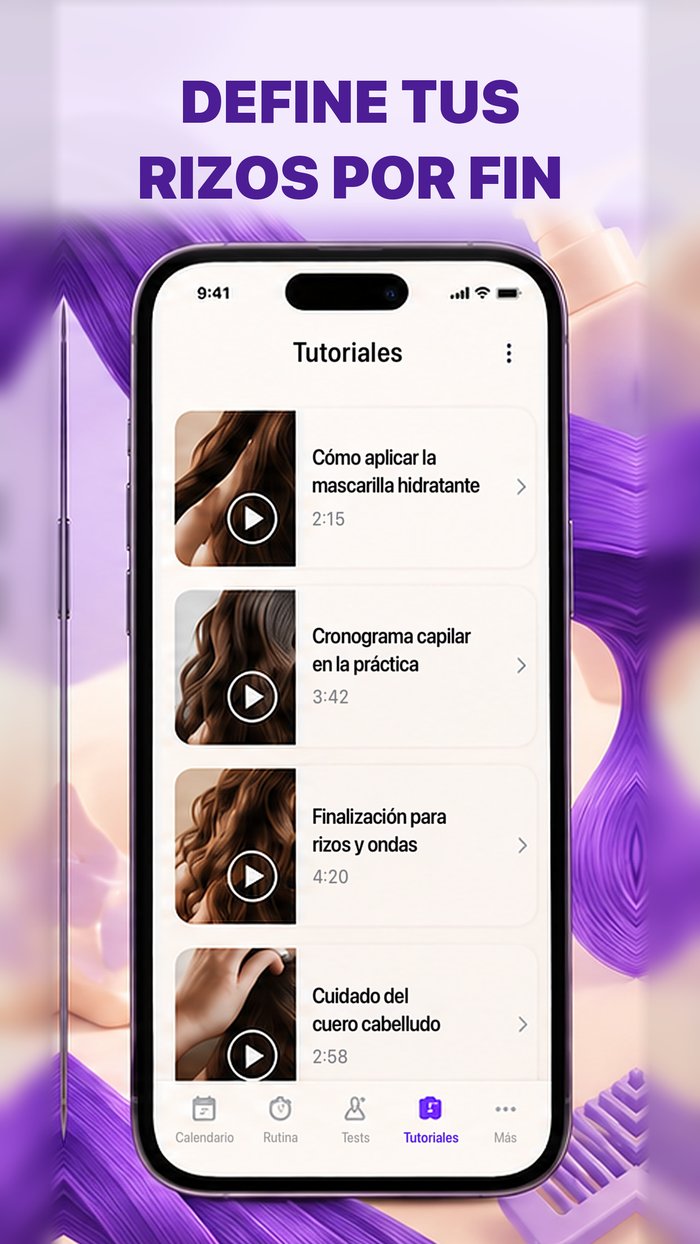 DEFINE TUS
RIZOS POR FIN
9:41
Tutoriales
Cómo aplicar la
mascarilla hidratante
2:15
Cronograma capilar
en la práctica
3:42
Finalización para
rizos y ondas
4:20
Cuidado del
cuero cabelludo
2:58
Calendario
Rutina
Tests
Tutoriales
Más